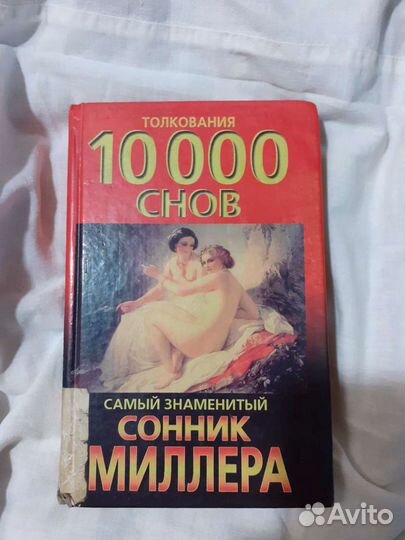 ТОЛКОВАНИЯ
10 000
СНОВ
САМЫЙ ЗНАМЕНИТЫЙ
СОННИК
МИЛЛЕРА
Avito